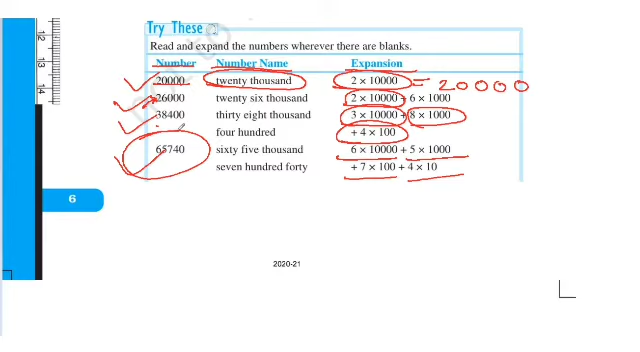 Try These
Read and expand the numbers wherever there are blanks.
Number Number Name Expansion
20000 twenty thousand 2 × 10000 = 20000
26000 twenty six thousand 2 × 10000 + 6 × 1000
38400 thirty eight thousand 3 × 10000 + 8 × 1000
four hundred + 4 × 100
65740 sixty five thousand 6 × 10000 + 5 × 1000
seven hundred forty + 7 × 100 + 4 × 10
12
13
14
6
2020-21